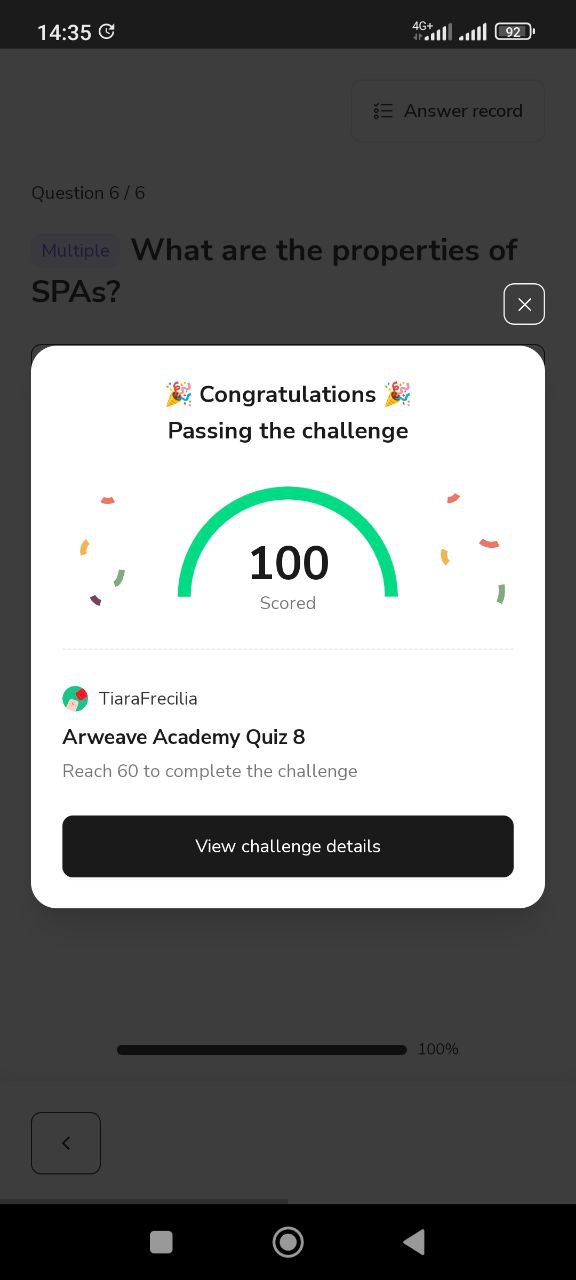 14:35
4G+
92
Answer record
Question 6 / 6
Multiple What are the properties of
SPAs?
🎉 Congratulations 🎉
Passing the challenge
100
Scored
TiaraFrecilia
Arweave Academy Quiz 8
Reach 60 to complete the challenge
View challenge details
100%